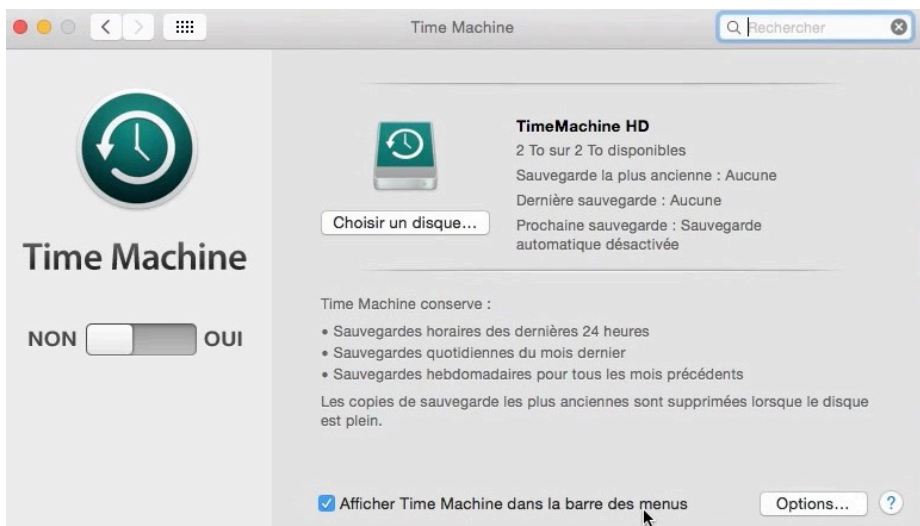 Time Machine
Rechercher
TimeMachine HD
2 To sur 2 To disponibles
Sauvegarde la plus ancienne : Aucune
Dernière sauvegarde : Aucune
Prochaine sauvegarde : Sauvegarde
automatique désactivée
Choisir un disque...
Time Machine
NON OUI
Time Machine conserve :
• Sauvegardes horaires des dernières 24 heures
• Sauvegardes quotidiennes du mois dernier
• Sauvegardes hebdomadaires pour tous les mois précédents
Les copies de sauvegarde les plus anciennes sont supprimées lorsque le disque
est plein.
Afficher Time Machine dans la barre des menus
Options...
?